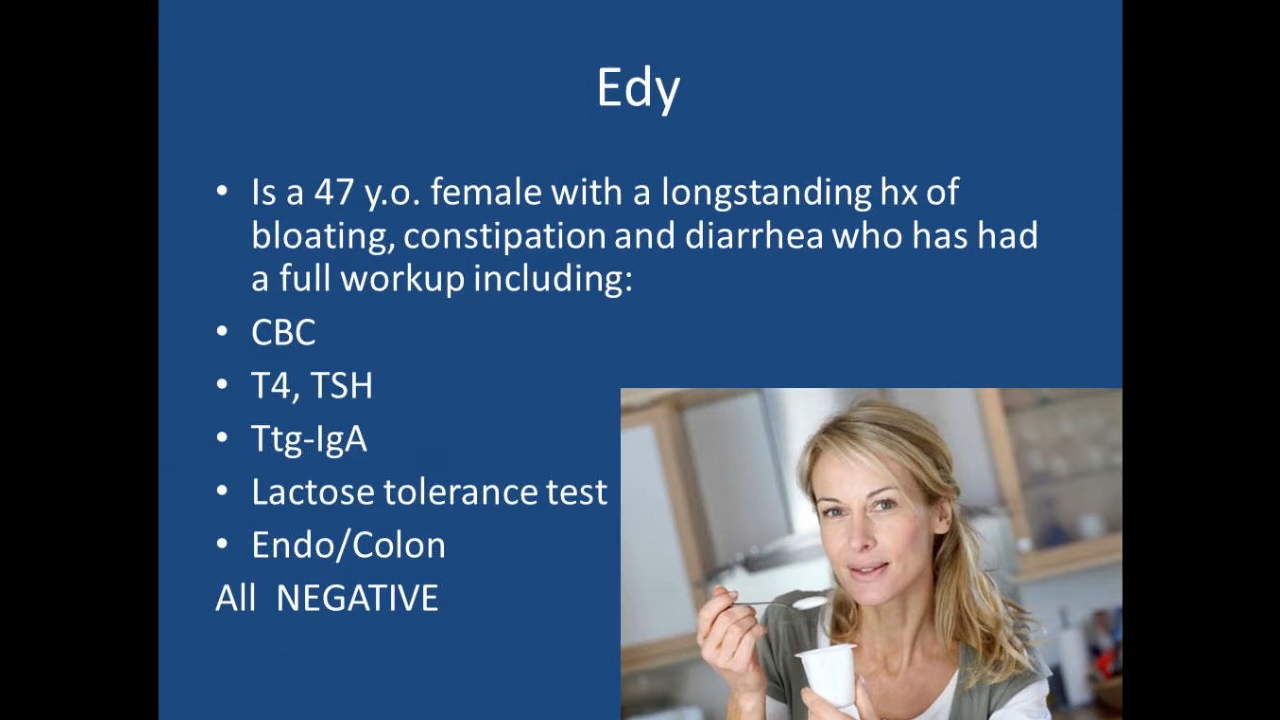 Edy
• Is a 47 y.o. female with a longstanding hx of
bloating, constipation and diarrhea who has had
a full workup including:
• CBC
• T4, TSH
• Ttg-IgA
• Lactose tolerance test
• Endo/Colon
All  NEGATIVE